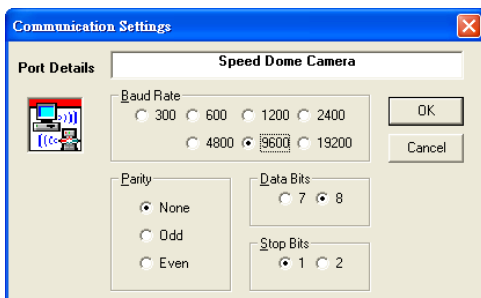 Communication Settings
Port Details
Speed Dome Camera
Baud Rate
300 600 1200 2400
4800 9600 19200
OK
Cancel
Parity
None
Odd
Even
Data Bits
7 8
Stop Bits
1 2